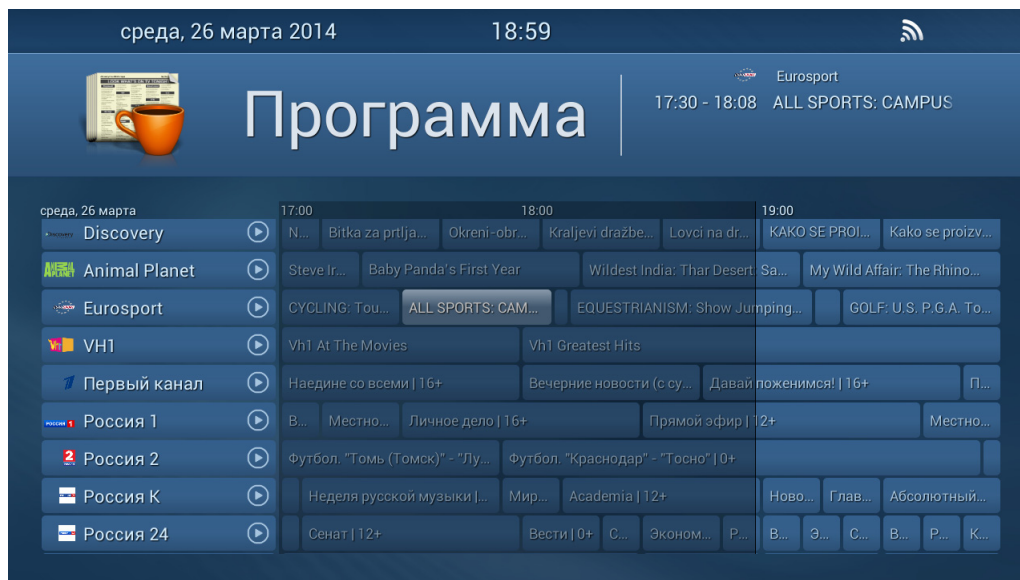 среда, 26 марта 2014 18:59
Программа
Eurosport
17:30 - 18:08 ALL SPORTS: CAMPUS
среда, 26 марта 17:00 18:00 19:00
Discovery N... Bitka za prtlja... Okreni-obr... Kraljevi dražbe... Lovci na dr... KAKO SE PROI... Kako se proizv...
Animal Planet Steve Ir... Baby Panda's First Year Wildest India: Thar Desert: Sa... My Wild Affair: The Rhino...
Eurosport CYCLING: Tou... ALL SPORTS: CAM... EQUESTRIANISM: Show Jumping... GOLF: U.S. P.G.A. To...
VH1 Vh1 At The Movies Vh1 Greatest Hits
Первый канал Наедине со всеми | 16+ Вечерние новости (с су... Давай поженимся! | 16+ П...
Россия 1 В... Местно... Личное дело | 16+ Прямой эфир | 12+ Местно...
Россия 2 Футбол. "Томь (Томск)" - "Лу... Футбол. "Краснодар" - "Тосно" | 0+
Россия К Неделя русской музыки |... Мир... Academia | 12+ Ново... Глав... Абсолютный...
Россия 24 Сенат | 12+ Вести | 0+ С... Эконом... Р... В... Э... С... В... Р... К...